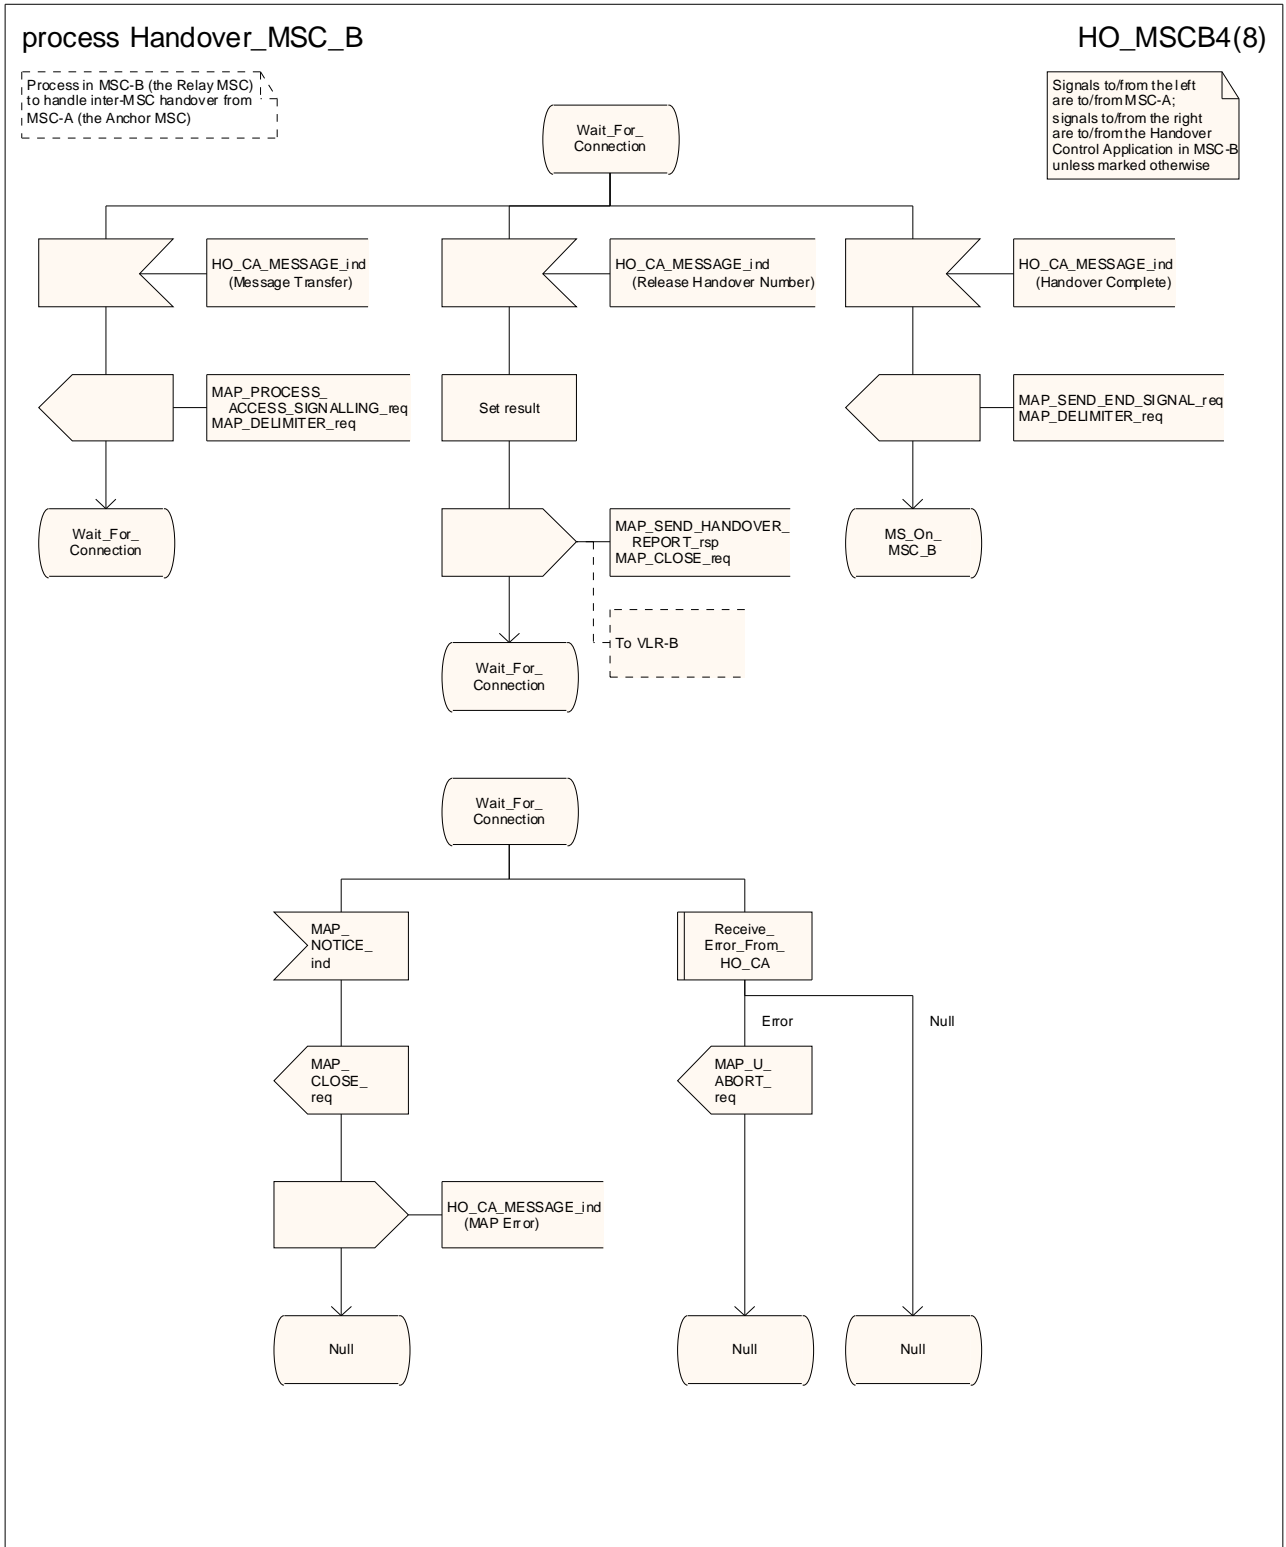 process Handover_MSC_B
HO_MSCB4(8)
Process in MSC-B (the Relay MSC)
to handle inter-MSC handover from
MSC-A (the Anchor MSC)
Signals to/from the left
are to/from MSC-A;
signals to/from the right
are to/from the Handover
Control Application in MSC-B
unless marked otherwise
Wait_For_
Connection
HO_CA_MESSAGE_ind
(Message Transfer)
HO_CA_MESSAGE_ind
(Release Handover Number)
HO_CA_MESSAGE_ind
(Handover Complete)
MAP_PROCESS_
ACCESS_SIGNALLING_req
MAP_DELIMITER_req
Set result
MAP_SEND_END_SIGNAL_req
MAP_DELIMITER_req
Wait_For_
Connection
MAP_SEND_HANDOVER_
REPORT_rsp
MAP_CLOSE_req
MS_On_
MSC_B
To VLR-B
Wait_For_
Connection
Wait_For_
Connection
MAP_
NOTICE_
ind
Receive_
Error_From_
HO_CA
Error
Null
MAP_
CLOSE_
req
MAP_U_
ABORT_
req
HO_CA_MESSAGE_ind
(MAP Error)
Null
Null
Null